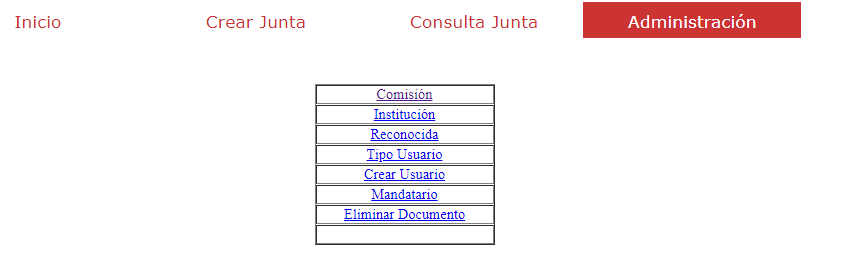 Inicio Crear Junta Consulta Junta Administración
Comisión
Institución
Reconocida
Tipo Usuario
Crear Usuario
Mandatario
Eliminar Documento